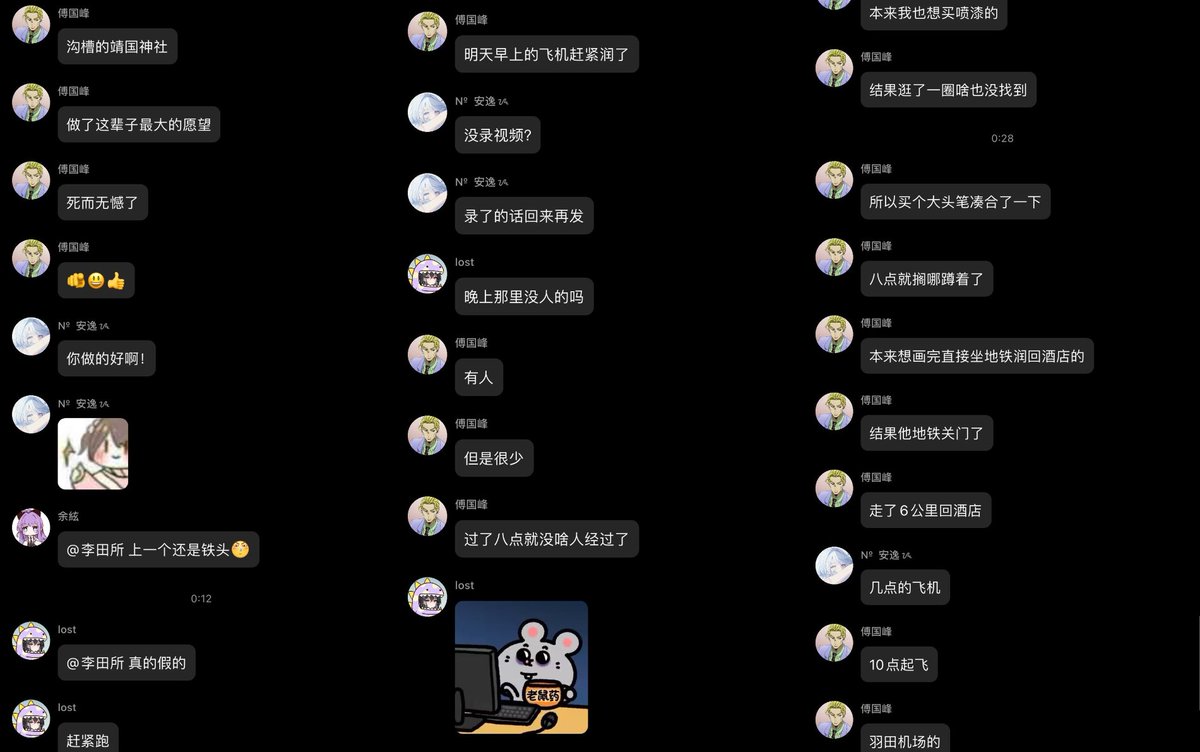 傅国峰
沟槽的靖国神社
傅国峰
做了这辈子最大的愿望
傅国峰
死而无憾了
傅国峰
🫵😃👍
Nº 安逸
你做的好啊！
Nº 安逸
余絃
@李田所 上一个还是铁头🤔
0:12
lost
@李田所 真的假的
lost
赶紧跑
傅国峰
明天早上的飞机赶紧润了
Nº 安逸
没录视频？
Nº 安逸
录了的话回来再发
lost
晚上那里没人的吗
傅国峰
有人
傅国峰
但是很少
傅国峰
过了八点就没啥人经过了
lost
老鼠药
本来我也想买喷漆的
傅国峰
结果逛了一圈啥也没找到
0:28
傅国峰
所以买个大头笔凑合了一下
傅国峰
八点就搁哪蹲着了
傅国峰
本来想画完直接坐地铁润回酒店的
傅国峰
结果他地铁关门了
傅国峰
走了6公里回酒店
Nº 安逸
几点的飞机
傅国峰
10点起飞
傅国峰
羽田机场的